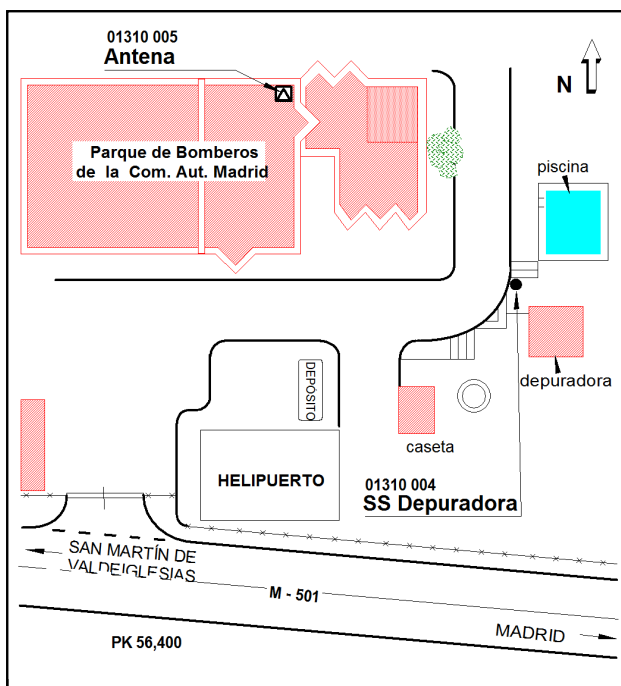 01310 005
Antena
N
Parque de Bomberos
de la Com. Aut. Madrid
piscina
depuradora
DEPÓSITO
caseta
HELIPUERTO
01310 004
SS Depuradora
SAN MARTÍN DE
VALDEIGLESIAS
M - 501
MADRID
PK 56,400